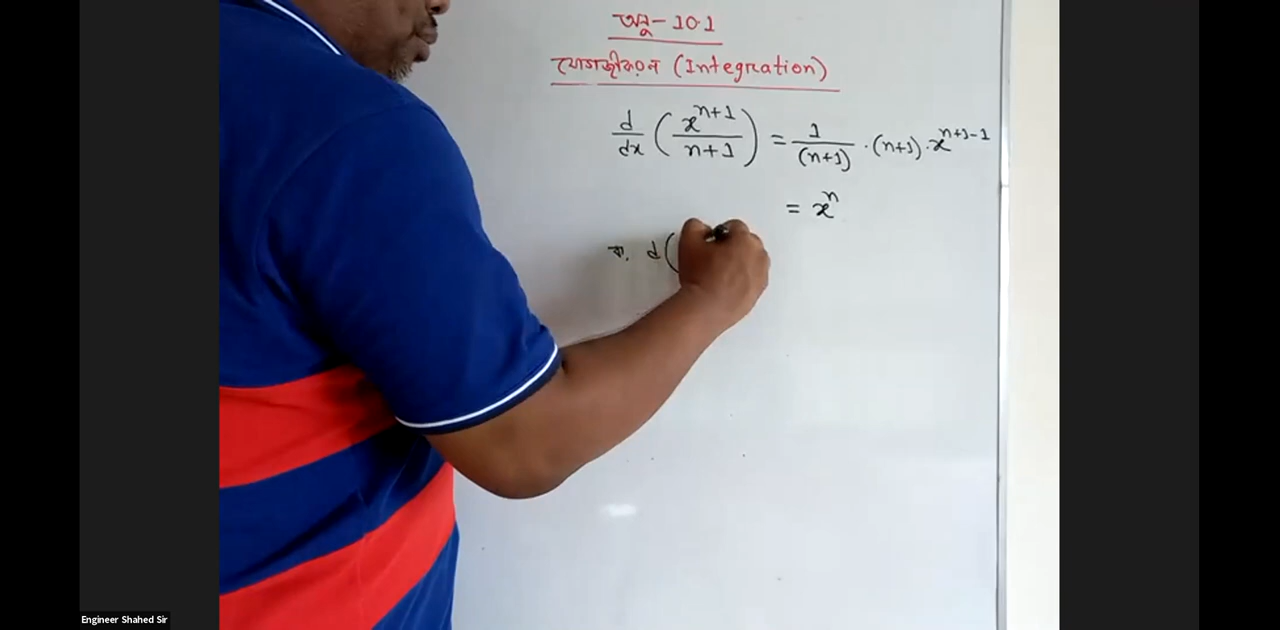 অনু - 10.1
যোগজীকরণ (Integration)
d/dx (x^{n+1}/(n+1)) = 1/(n+1) · (n+1) · x^{n+1-1}
= x^n
বা, d(
Engineer Shahed Sir